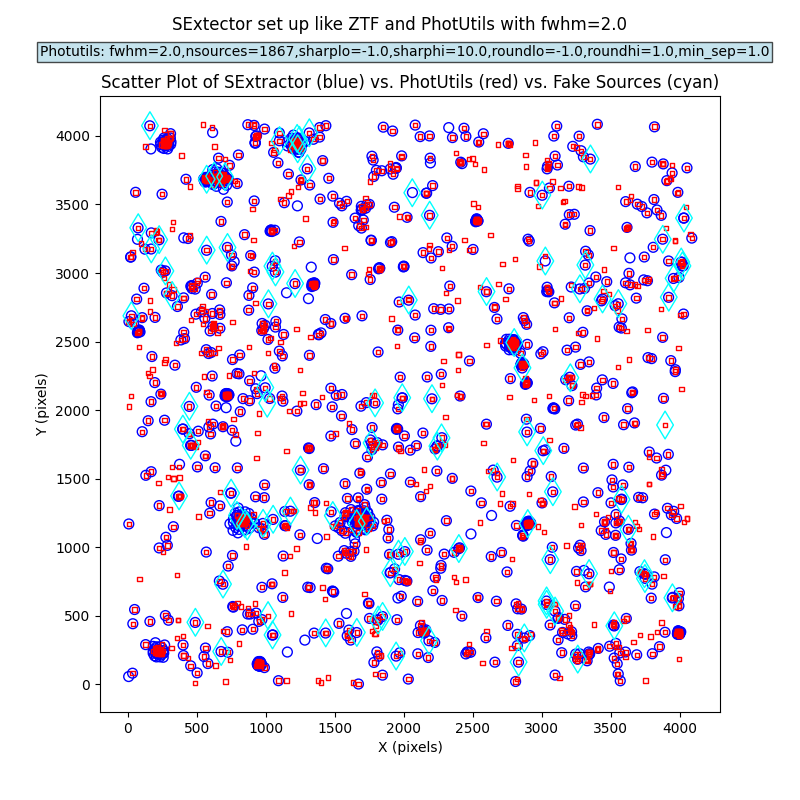 SExtector set up like ZTF and PhotUtils with fwhm=2.0
Photutils: fwhm=2.0,nsources=1867,sharplo=-1.0,sharphi=10.0,roundlo=-1.0,roundhi=1.0,min_sep=1.0
Scatter Plot of SExtractor (blue) vs. PhotUtils (red) vs. Fake Sources (cyan)
4000
3500
3000
2500
2000
1500
1000
500
0
Y (pixels)
0 500 1000 1500 2000 2500 3000 3500 4000
X (pixels)